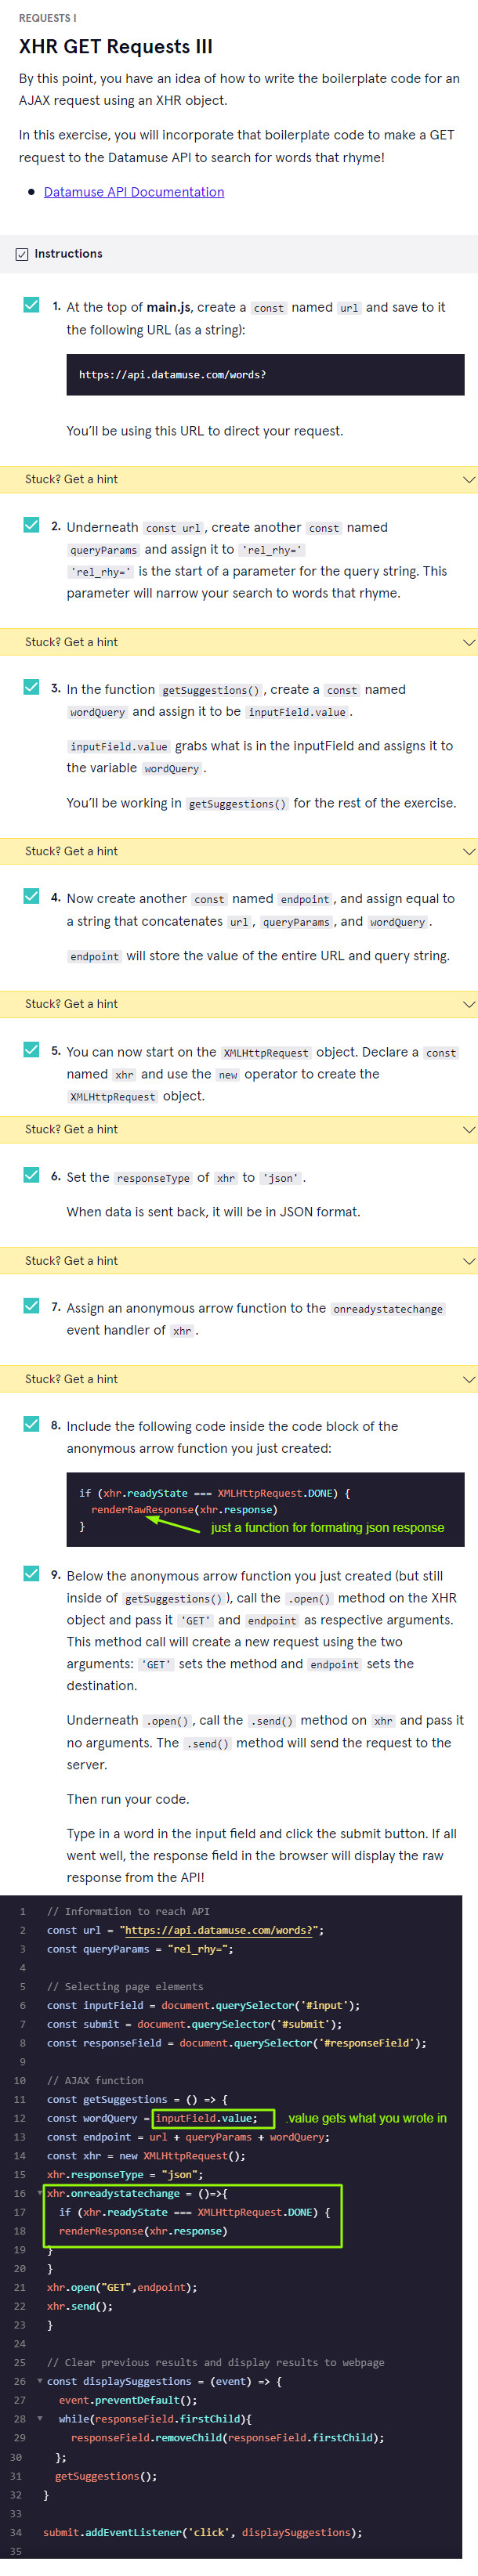 REQUESTS I
XHR GET Requests III
By this point, you have an idea of how to write the boilerplate code for an
AJAX request using an XHR object.
In this exercise, you will incorporate that boilerplate code to make a GET
request to the Datamuse API to search for words that rhyme!
• Datamuse API Documentation
Instructions
1. At the top of main.js, create a const named url and save to it
the following URL (as a string):
https://api.datamuse.com/words?
You’ll be using this URL to direct your request.
Stuck? Get a hint
2. Underneath const url, create another const named
queryParams and assign it to 'rel_rhy='
'rel_rhy=' is the start of a parameter for the query string. This
parameter will narrow your search to words that rhyme.
Stuck? Get a hint
3. In the function getSuggestions(), create a const named
wordQuery and assign it to be inputField.value.
inputField.value grabs what is in the inputField and assigns it to
the variable wordQuery.
You’ll be working in getSuggestions() for the rest of the exercise.
Stuck? Get a hint
4. Now create another const named endpoint, and assign equal to
a string that concatenates url, queryParams, and wordQuery.
endpoint will store the value of the entire URL and query string.
Stuck? Get a hint
5. You can now start on the XMLHttpRequest object. Declare a const
named xhr and use the new operator to create the
XMLHttpRequest object.
Stuck? Get a hint
6. Set the responseType of xhr to 'json'.
When data is sent back, it will be in JSON format.
Stuck? Get a hint
7. Assign an anonymous arrow function to the onreadystatechange
event handler of xhr.
Stuck? Get a hint
8. Include the following code inside the code block of the
anonymous arrow function you just created:
if (xhr.readyState === XMLHttpRequest.DONE) {
renderRawResponse(xhr.response)
} just a function for formating json response
9. Below the anonymous arrow function you just created (but still
inside of getSuggestions()), call the .open() method on the XHR
object and pass it 'GET' and endpoint as respective arguments.
This method call will create a new request using the two
arguments: 'GET' sets the method and endpoint sets the
destination.
Underneath .open(), call the .send() method on xhr and pass it
no arguments. The .send() method will send the request to the
server.
Then run your code.
Type in a word in the input field and click the submit button. If all
went well, the response field in the browser will display the raw
response from the API!
1 // Information to reach API
2 const url = "https://api.datamuse.com/words?";
3 const queryParams = "rel_rhy=";
4
5 // Selecting page elements
6 const inputField = document.querySelector('#input');
7 const submit = document.querySelector('#submit');
8 const responseField = document.querySelector('#responseField');
9
10 // AJAX function
11 const getSuggestions = () => {
12 const wordQuery = inputField.value; .value gets what you wrote in
13 const endpoint = url + queryParams + wordQuery;
14 const xhr = new XMLHttpRequest();
15 xhr.responseType = "json";
16 xhr.onreadystatechange = ()=>{
17 if (xhr.readyState === XMLHttpRequest.DONE) {
18 renderResponse(xhr.response)
19 }
20 }
21 xhr.open("GET",endpoint);
22 xhr.send();
23 }
24
25 // Clear previous results and display results to webpage
26 const displaySuggestions = (event) => {
27 event.preventDefault();
28 while(responseField.firstChild){
29 responseField.removeChild(responseField.firstChild);
30 };
31 getSuggestions();
32 }
33
34 submit.addEventListener('click', displaySuggestions);
35